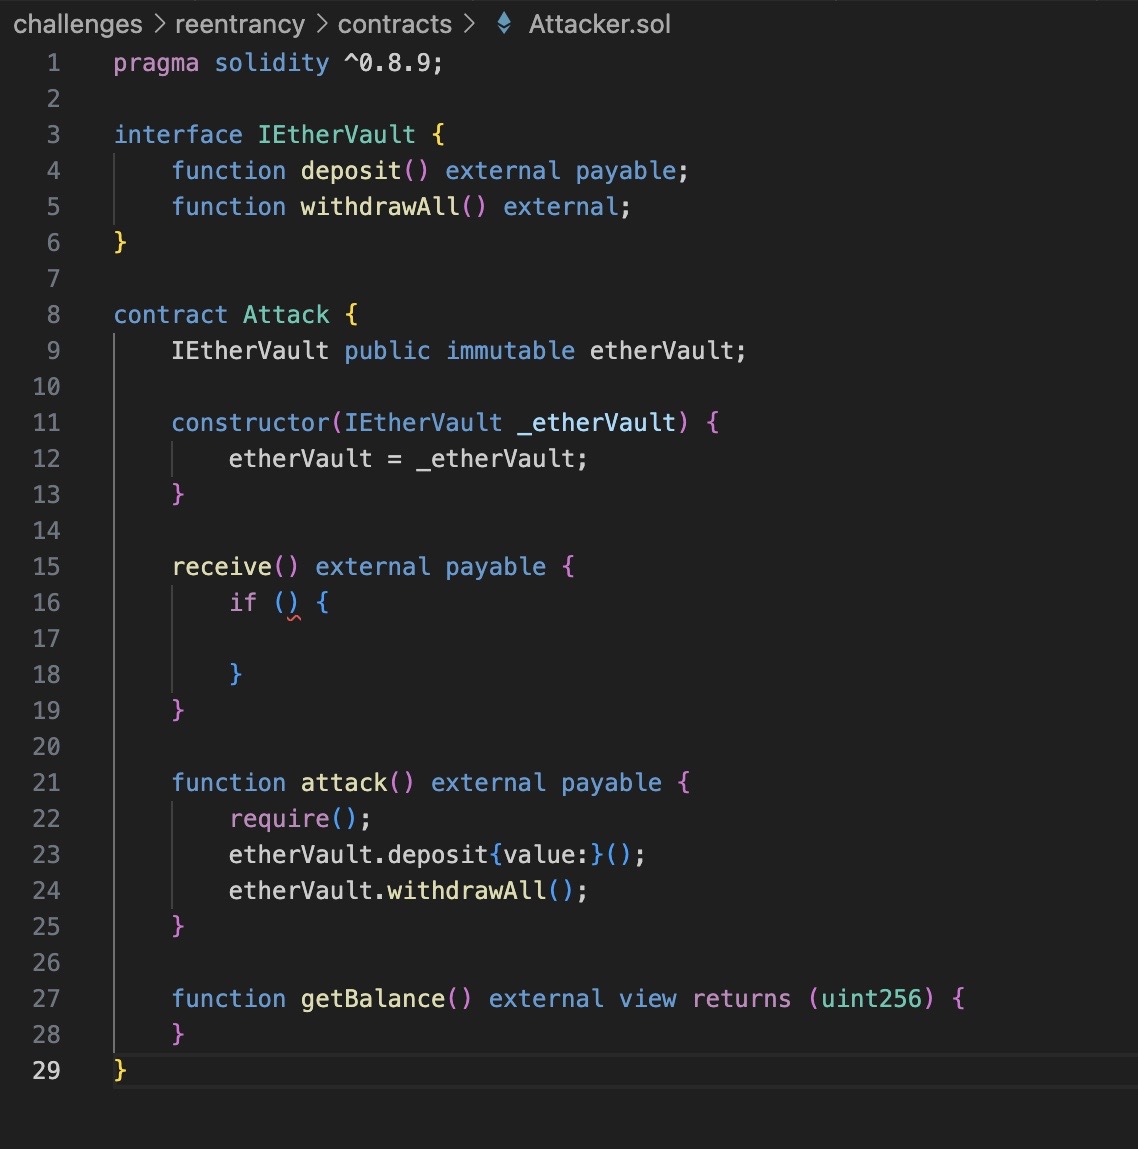 challenges > reentrancy > contracts > Attacker.sol
1 pragma solidity ^0.8.9;
2
3 interface IEtherVault {
4     function deposit() external payable;
5     function withdrawAll() external;
6 }
7
8 contract Attack {
9     IEtherVault public immutable etherVault;
10
11     constructor(IEtherVault _etherVault) {
12         etherVault = _etherVault;
13     }
14
15     receive() external payable {
16         if () {
17
18         }
19     }
20
21     function attack() external payable {
22         require();
23         etherVault.deposit{value:}();
24         etherVault.withdrawAll();
25     }
26
27     function getBalance() external view returns (uint256) {
28     }
29 }